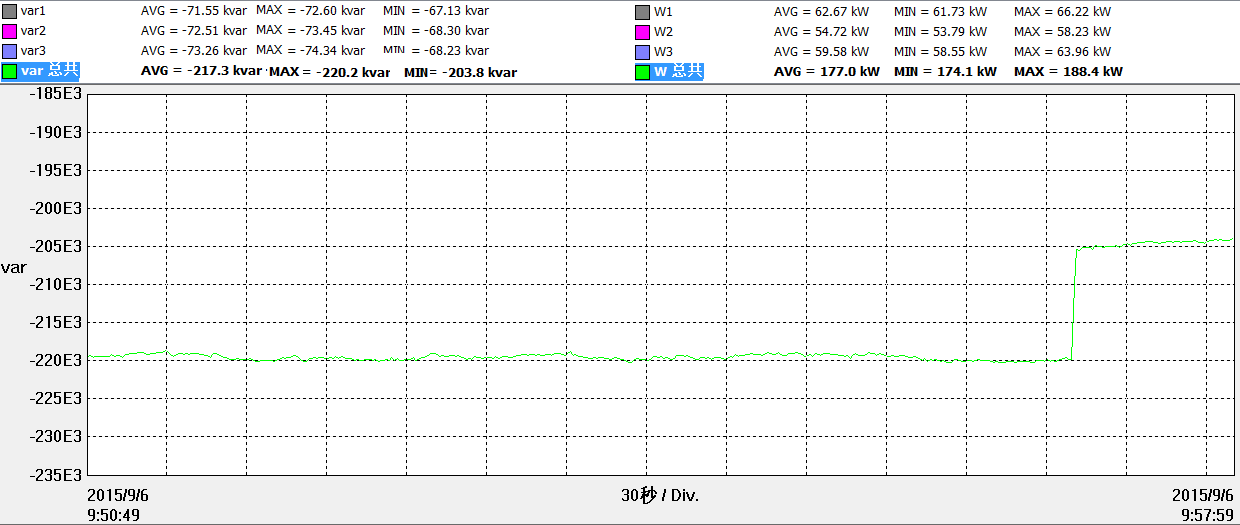 var1 AVG = -71.55 kvar MAX = -72.60 kvar MIN = -67.13 kvar W1 AVG = 62.67 kW MIN = 61.73 kW MAX = 66.22 kW
var2 AVG = -72.51 kvar MAX = -73.45 kvar MIN = -68.30 kvar W2 AVG = 54.72 kW MIN = 53.79 kW MAX = 58.23 kW
var3 AVG = -73.26 kvar MAX = -74.34 kvar MIN = -68.23 kvar W3 AVG = 59.58 kW MIN = 58.55 kW MAX = 63.96 kW
var 总共 AVG = -217.3 kvar MAX = -220.2 kvar MIN= -203.8 kvar W 总共 AVG = 177.0 kW MIN = 174.1 kW MAX = 188.4 kW
-185E3
-190E3
-195E3
-200E3
-205E3
var
-210E3
-215E3
-220E3
-225E3
-230E3
-235E3
2015/9/6 30秒 / Div. 2015/9/6
9:50:49 9:57:59